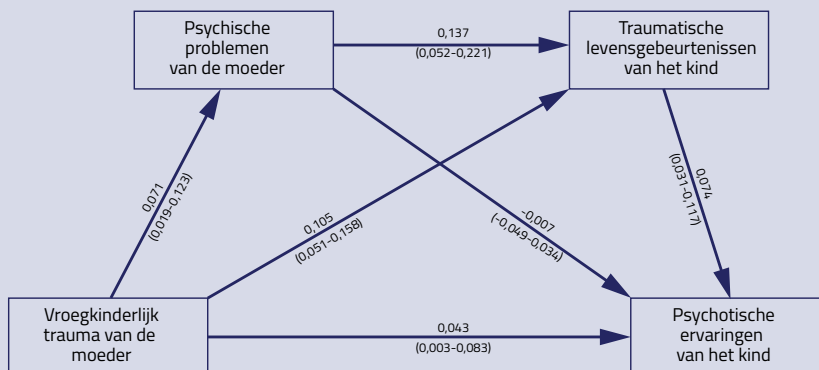 Psychische
problemen
van de moeder
0,137
(0,052-0,221)
Traumatische
levensgebeurtenissen
van het kind
0,071
(0,019-0,123)
0,105
(0,051-0,158)
-0,007
(-0,049-0,034)
0,074
(0,031-0,117)
Vroegkinderlijk
trauma van de
moeder
0,043
(0,003-0,083)
Psychotische
ervaringen
van het kind